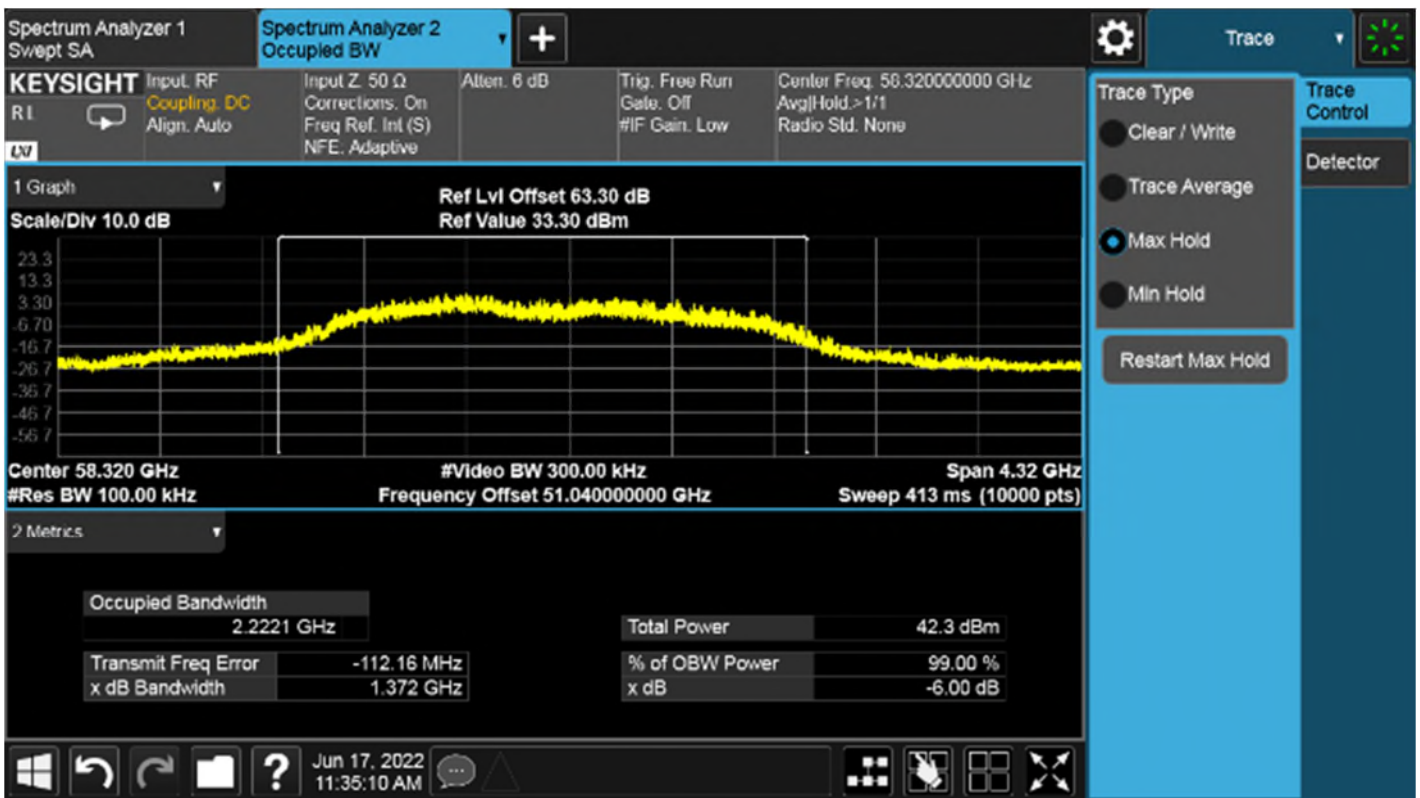 Spectrum Analyzer 1
Swept SA
Spectrum Analyzer 2
Occupied BW
Trace
KEYSIGHT
Input. RF
Coupling. DC
Align. Auto
Input Z. 50 Ω
Corrections. On
Freq Ref. Int (S)
NFE. Adaptive
Atten. 6 dB
Trig. Free Run
Gate. Off
#IF Gain. Low
Center Freq. 58.320000000 GHz
Avg|Hold.>1/1
Radio Std. None
1 Graph
Scale/Div 10.0 dB
Ref Lvl Offset 63.30 dB
Ref Value 33.30 dBm
23.3
13.3
3.30
-6.70
-16.7
-26.7
-36.7
-46.7
-56.7
Center 58.320 GHz
#Video BW 300.00 kHz
Span 4.32 GHz
#Res BW 100.00 kHz
Frequency Offset 51.040000000 GHz
Sweep 413 ms (10000 pts)
2 Metrics
Occupied Bandwidth
2.2221 GHz
Total Power 42.3 dBm
Transmit Freq Error -112.16 MHz
% of OBW Power 99.00 %
x dB Bandwidth 1.372 GHz
x dB -6.00 dB
Trace Type
Clear / Write
Trace Average
Max Hold
Min Hold
Restart Max Hold
Trace
Control
Detector
?
Jun 17, 2022
11:35:10 AM